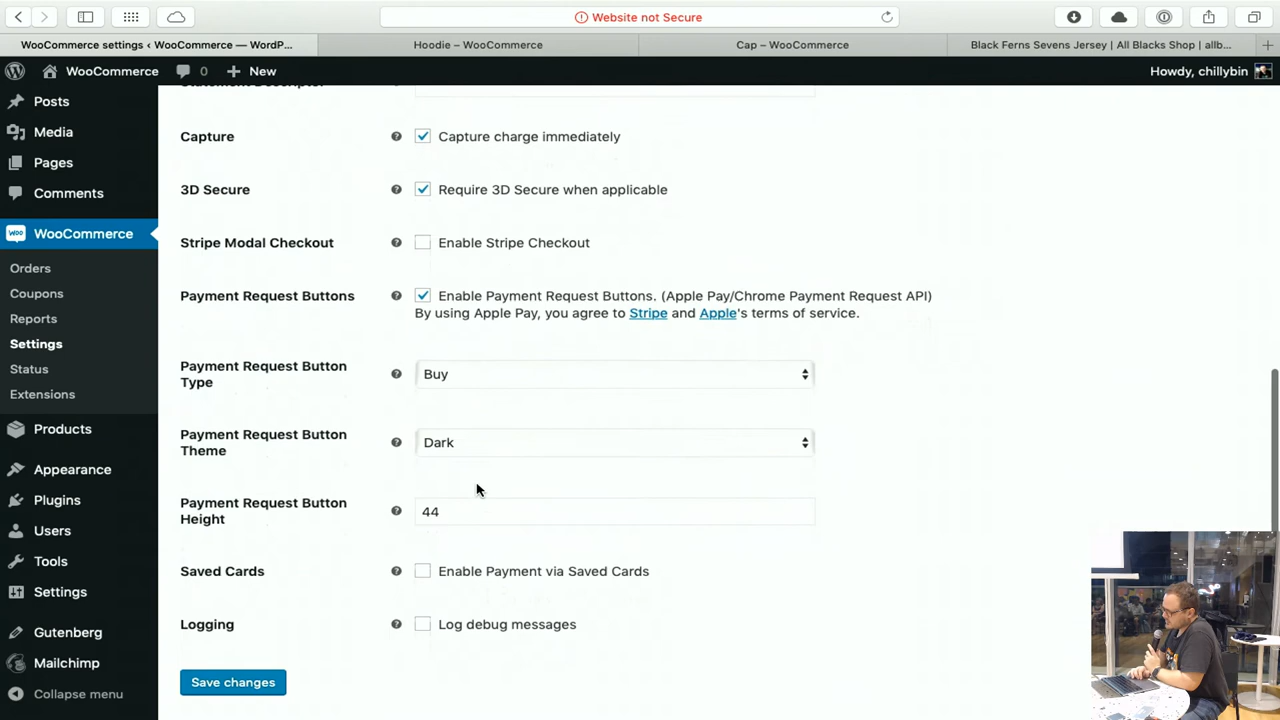 Website not Secure
WooCommerce settings ‹ WooCommerce — WordP...
Hoodie – WooCommerce
Cap – WooCommerce
Black Ferns Sevens Jersey | All Blacks Shop | allb...
WooCommerce
0
New
Howdy, chillybin
Posts
Media
Pages
Comments
WooCommerce
Orders
Coupons
Reports
Settings
Status
Extensions
Products
Appearance
Plugins
Users
Tools
Settings
Gutenberg
Mailchimp
Collapse menu
Statement Descriptor
Capture
Capture charge immediately
3D Secure
Require 3D Secure when applicable
Stripe Modal Checkout
Enable Stripe Checkout
Payment Request Buttons
Enable Payment Request Buttons. (Apple Pay/Chrome Payment Request API)
By using Apple Pay, you agree to Stripe and Apple's terms of service.
Payment Request Button
Type
Buy
Payment Request Button
Theme
Dark
Payment Request Button
Height
44
Saved Cards
Enable Payment via Saved Cards
Logging
Log debug messages
Save changes